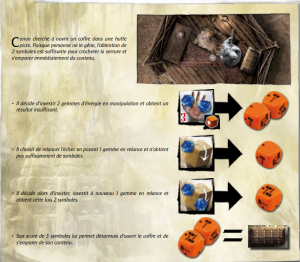 Conan cherche à ouvrir un coffre dans une hutte
picte. Puisque personne ne le gêne, l'obtention de
2 symboles est suffisante pour crocheter la serrure et
s'emparer immédiatement du contenu.
• Il décide d'investir 2 gemmes d'énergie en manipulation et obtient un
résultat insuffisant.
3
• Il choisit de relancer l'échec en payant 1 gemme en relance et n'obtient
pas suffisamment de symboles.
• Il décide alors d'insister, investit à nouveau 1 gemme en relance et
obtient cette fois 2 symboles.
=
• Son score de 3 symboles lui permet désormais d'ouvrir le coffre et de
s'emparer de son contenu.